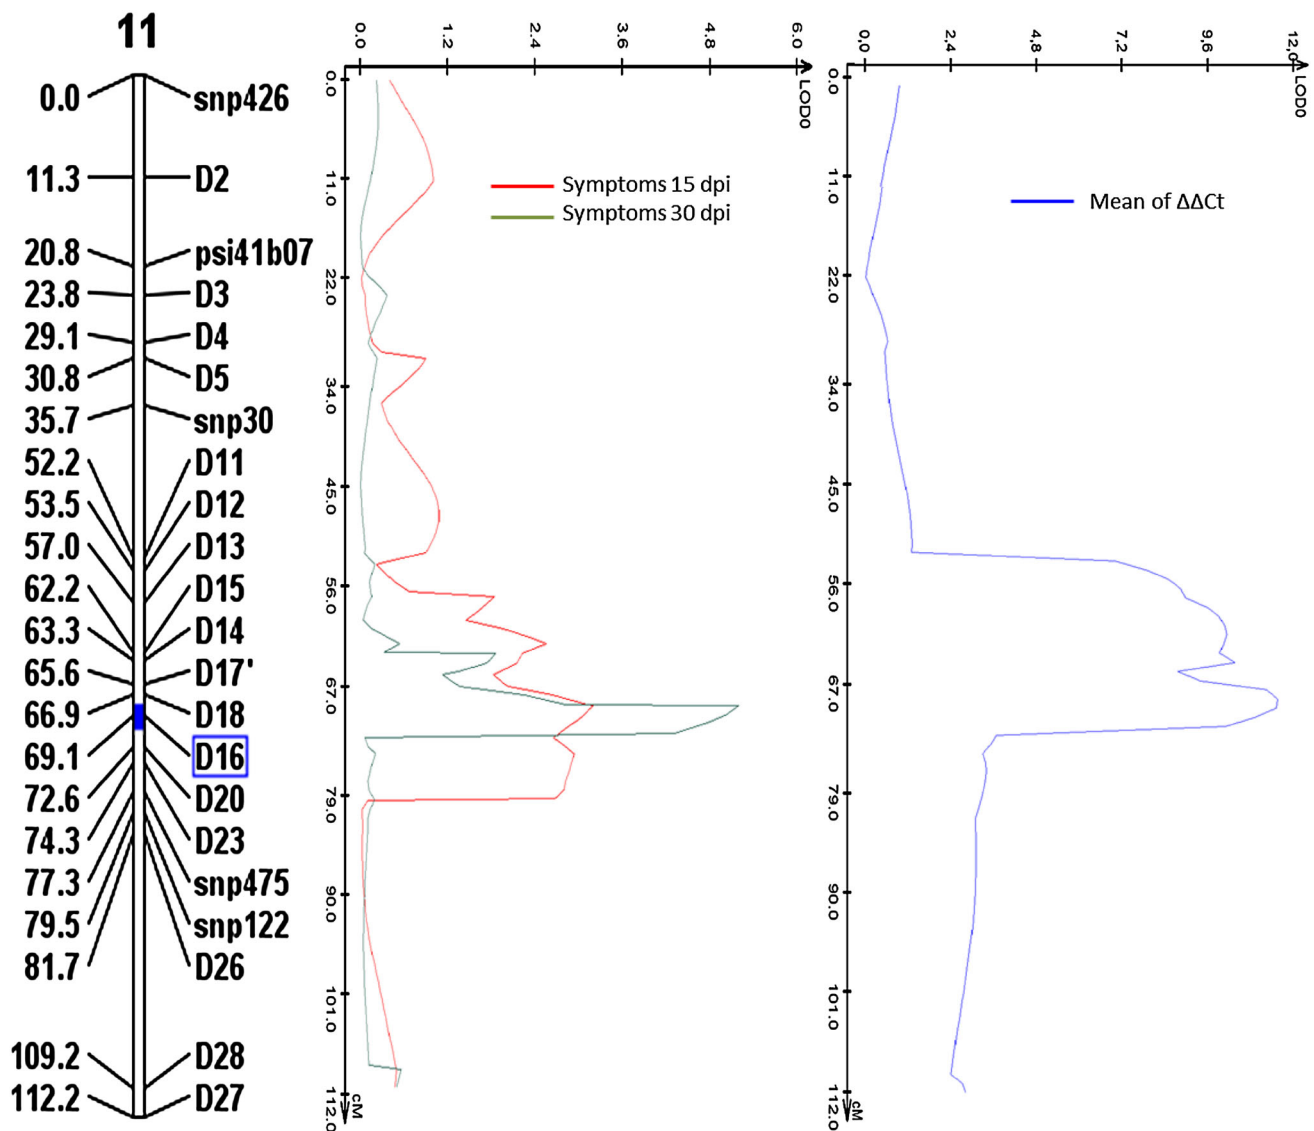 11
0.0 snp426
11.3 D2
20.8 psi41b07
23.8 D3
29.1 D4
30.8 D5
35.7 snp30
52.2 D11
53.5 D12
57.0 D13
62.2 D15
63.3 D14
65.6 D17'
66.9 D18
69.1 D16
72.6 D20
74.3 D23
77.3 snp475
79.5 snp122
81.7 D26
109.2 D28
112.2 D27
0.0 1.2 2.4 3.6 4.8 6.0
LOD0
0.0
11.0
22.0
34.0
45.0
56.0
67.0
79.0
90.0
101.0
112.0
cM
Symptoms 15 dpi
Symptoms 30 dpi
0,0 2,4 4,8 7,2 9,6 12,0
LOD0
0.0
11.0
22.0
34.0
45.0
56.0
67.0
79.0
90.0
101.0
112.0
cM
Mean of ΔΔCt